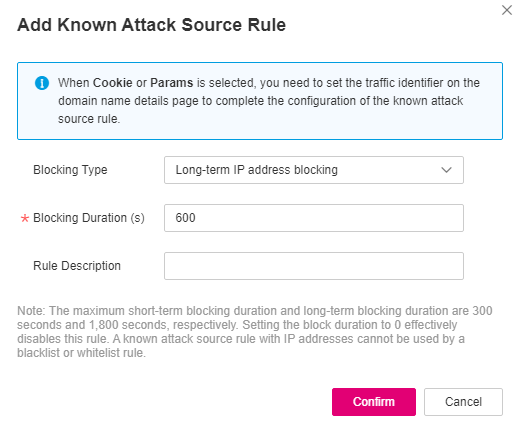 Add Known Attack Source Rule
When Cookie or Params is selected, you need to set the traffic identifier on the
domain name details page to complete the configuration of the known attack
source rule.
Blocking Type
Long-term IP address blocking
* Blocking Duration (s)
600
Rule Description
Note: The maximum short-term blocking duration and long-term blocking duration are 300
seconds and 1,800 seconds, respectively. Setting the block duration to 0 effectively
disables this rule. A known attack source rule with IP addresses cannot be used by a
blacklist or whitelist rule.
Confirm
Cancel